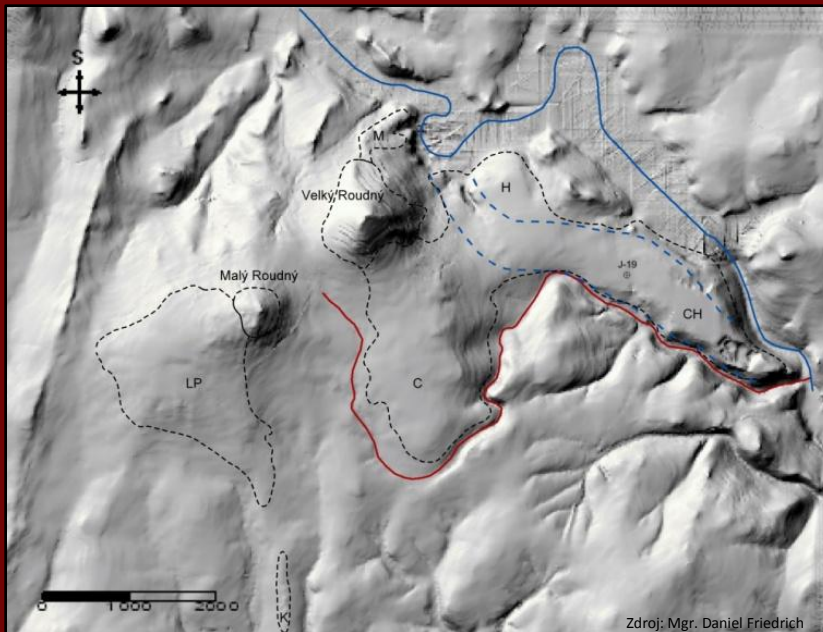 S
M
Velký Roudný
H
Malý Roudný
J-19
CH
LP
C
0 1000 2000
K
Zdroj: Mgr. Daniel Friedrich